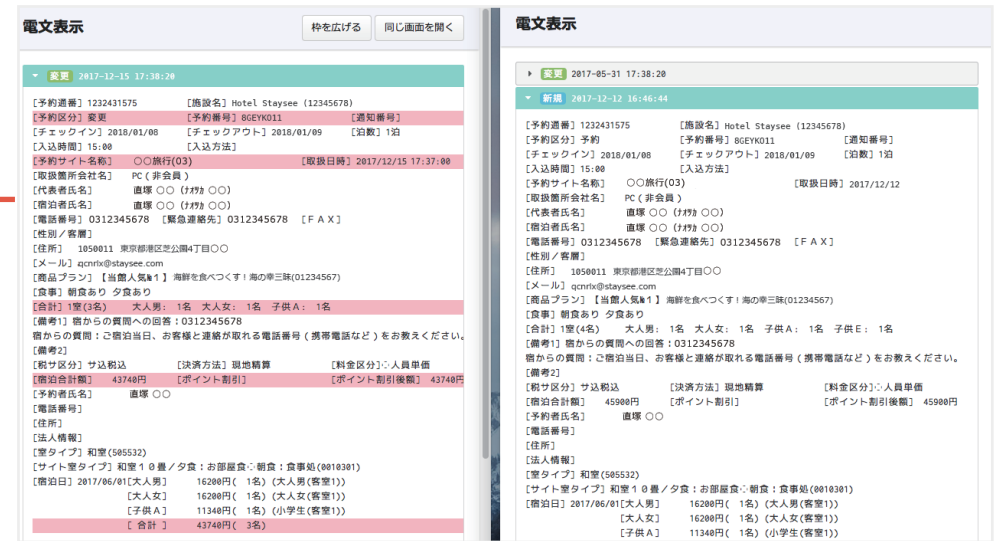 電文表示
枠を広げる 同じ画面を開く
変更 2017-12-15 17:38:20
[予約通番] 1232431575 [施設名] Hotel Staysee (12345678)
[予約区分] 変更 [予約番号] 8GEYKO11 [通知番号]
[チェックイン] 2018/01/08 [チェックアウト] 2018/01/09 [泊数] 1泊
[入込時間] 15:00 [入込方法]
[予約サイト名称] 〇〇旅行(03) [取扱日時] 2017/12/15 17:37:00
[取扱箇所会社名] PC ( 非会員 )
[代表者氏名] 直塚 〇〇 (ﾅｵﾂｶ 〇〇)
[宿泊者氏名] 直塚 〇〇 (ﾅｵﾂｶ 〇〇)
[電話番号] 0312345678 [緊急連絡先] 0312345678 [ＦＡＸ]
[性別／客層]
[住所] 1050011 東京都港区芝公園4丁目〇〇
[メール] qcnrlx@staysee.com
[商品プラン] 【当館人気№１】 海鮮を食べつくす！海の幸三昧(01234567)
[食事] 朝食あり 夕食あり
[合計] 1室(3名) 大人男: 1名 大人女: 1名 子供Ａ: 1名
[備考1] 宿からの質問への回答：0312345678
宿からの質問：ご宿泊当日、お客様と連絡が取れる電話番号 ( 携帯電話など ) をお教えください。
[備考2]
[税サ区分] サ込税込 [決済方法] 現地精算 [料金区分]◌人員単価
[宿泊合計額] 43740円 [ポイント割引] [ポイント割引後額] 43740円
[予約者氏名] 直塚 〇〇
[電話番号]
[住所]
[法人情報]
[室タイプ] 和室(505532)
[サイト室タイプ] 和室１０畳／夕食：お部屋食◌朝食：食事処(0010301)
[宿泊日] 2017/06/01[大人男] 16200円( 1名) (大人男(客室1))
[大人女] 16200円( 1名) (大人女(客室1))
[子供Ａ] 11340円( 1名) (小学生(客室1))
[ 合計 ] 43740円( 3名)
電文表示
変更 2017-05-31 17:38:20
新規 2017-12-12 16:46:44
[予約通番] 1232431575 [施設名] Hotel Staysee (12345678)
[予約区分] 予約 [予約番号] 8GEYKO11 [通知番号]
[チェックイン] 2018/01/08 [チェックアウト] 2018/01/09 [泊数] 1泊
[入込時間] 15:00 [入込方法]
[予約サイト名称] 〇〇旅行(03) [取扱日時] 2017/12/12
[取扱箇所会社名] PC ( 非会員 )
[代表者氏名] 直塚 〇〇 (ﾅｵﾂｶ 〇〇)
[宿泊者氏名] 直塚 〇〇 (ﾅｵﾂｶ 〇〇)
[電話番号] 0312345678 [緊急連絡先] 0312345678 [ＦＡＸ]
[性別／客層]
[住所] 1050011 東京都港区芝公園4丁目〇〇
[メール] qcnrlx@staysee.com
[商品プラン] 【当館人気№１】 海鮮を食べつくす！海の幸三昧(01234567)
[食事] 朝食あり 夕食あり
[合計] 1室(4名) 大人男: 1名 大人女: 1名 子供Ａ: 1名 子供Ｅ: 1名
[備考1] 宿からの質問への回答：0312345678
宿からの質問：ご宿泊当日、お客様と連絡が取れる電話番号 ( 携帯電話など ) をお教えください。
[備考2]
[税サ区分] サ込税込 [決済方法] 現地精算 [料金区分]◌人員単価
[宿泊合計額] 45900円 [ポイント割引] [ポイント割引後額] 45900円
[予約者氏名] 直塚 〇〇
[電話番号]
[住所]
[法人情報]
[室タイプ] 和室(505532)
[サイト室タイプ] 和室１０畳／夕食：お部屋食◌朝食：食事処(0010301)
[宿泊日] 2017/06/01[大人男] 16200円( 1名) (大人男(客室1))
[大人女] 16200円( 1名) (大人女(客室1))
[子供Ａ] 11340円( 1名) (小学生(客室1))